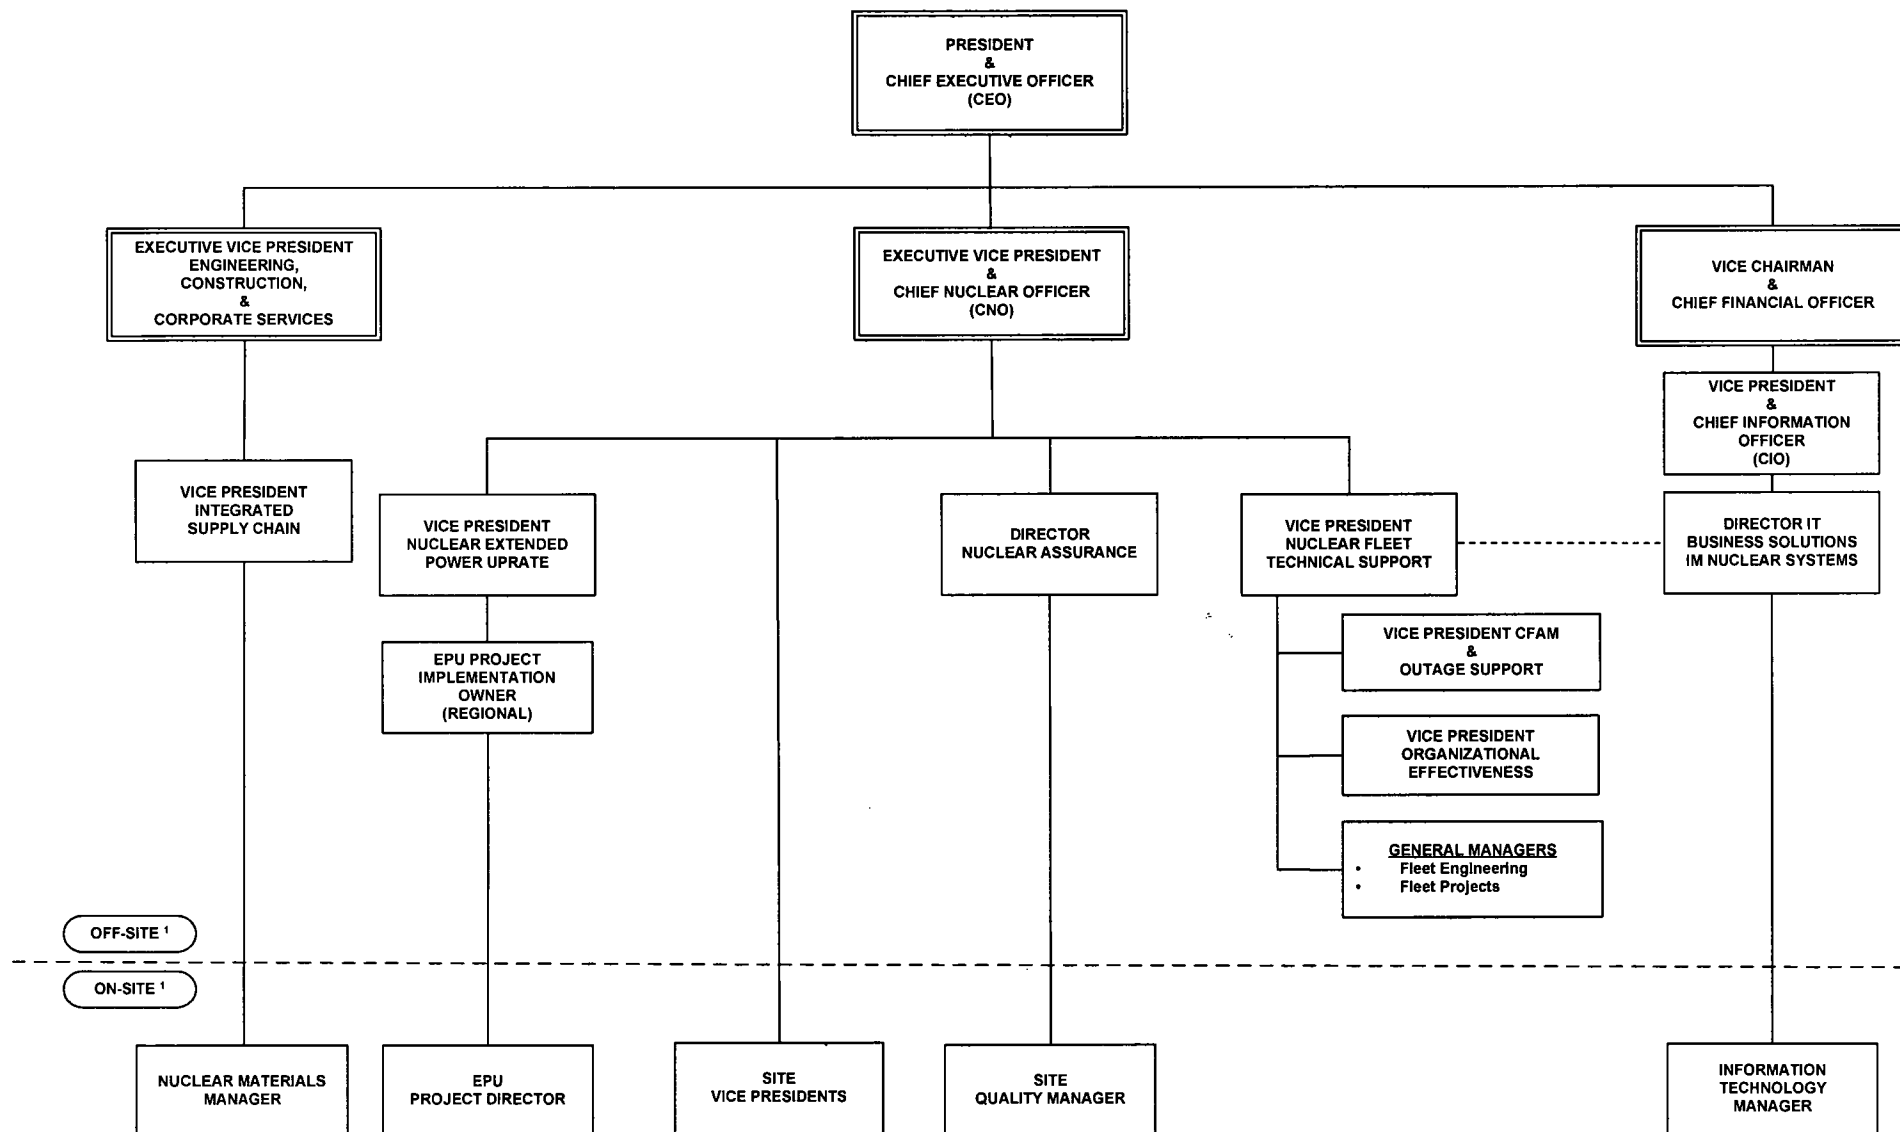 PRESIDENT
&
CHIEF EXECUTIVE OFFICER
(CEO)
EXECUTIVE VICE PRESIDENT
ENGINEERING,
CONSTRUCTION,
&
CORPORATE SERVICES
EXECUTIVE VICE PRESIDENT
&
CHIEF NUCLEAR OFFICER
(CNO)
VICE CHAIRMAN
&
CHIEF FINANCIAL OFFICER
VICE PRESIDENT
&
CHIEF INFORMATION
OFFICER
(CIO)
VICE PRESIDENT
INTEGRATED
SUPPLY CHAIN
VICE PRESIDENT
NUCLEAR EXTENDED
POWER UPRATE
DIRECTOR
NUCLEAR ASSURANCE
VICE PRESIDENT
NUCLEAR FLEET
TECHNICAL SUPPORT
DIRECTOR IT
BUSINESS SOLUTIONS
IM NUCLEAR SYSTEMS
EPU PROJECT
IMPLEMENTATION
OWNER
(REGIONAL)
VICE PRESIDENT CFAM
&
OUTAGE SUPPORT
VICE PRESIDENT
ORGANIZATIONAL
EFFECTIVENESS
GENERAL MANAGERS
• Fleet Engineering
• Fleet Projects
OFF-SITE ¹
ON-SITE ¹
NUCLEAR MATERIALS
MANAGER
EPU
PROJECT DIRECTOR
SITE
VICE PRESIDENTS
SITE
QUALITY MANAGER
INFORMATION
TECHNOLOGY
MANAGER